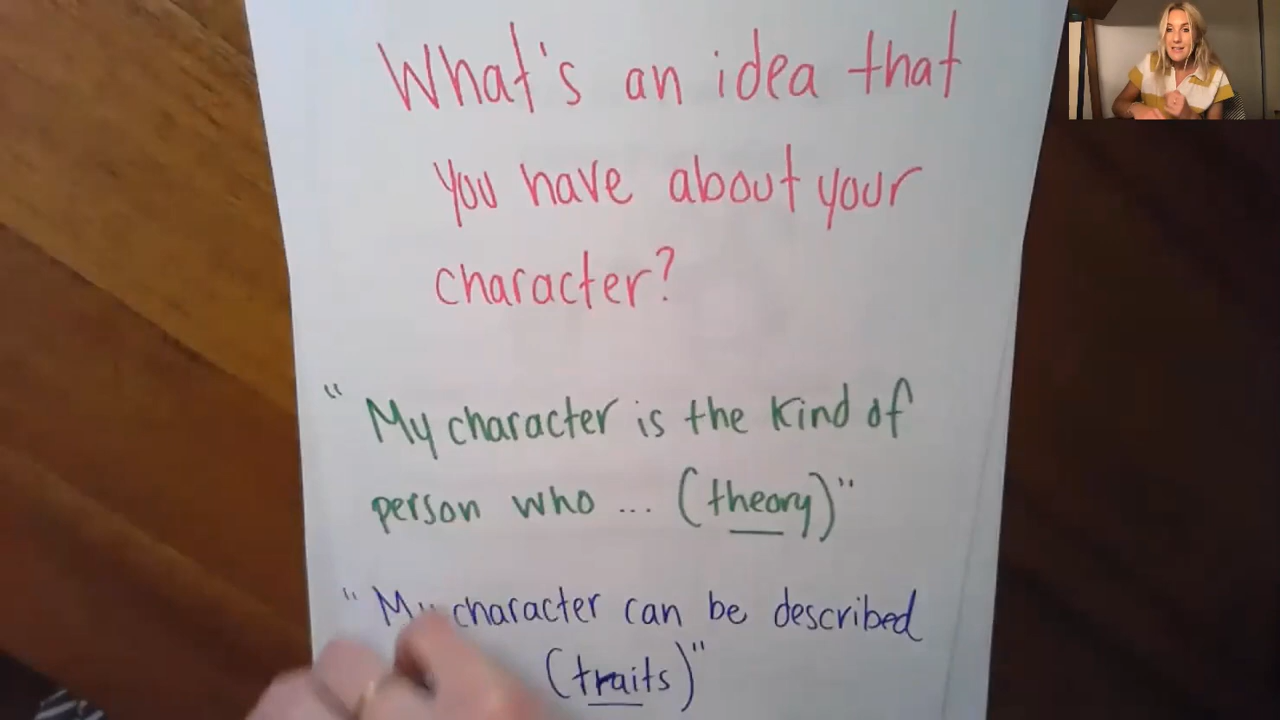 What's an idea that
you have about your
character?
"My character is the kind of
person who ... (theory)"
"My character can be described
(traits)"